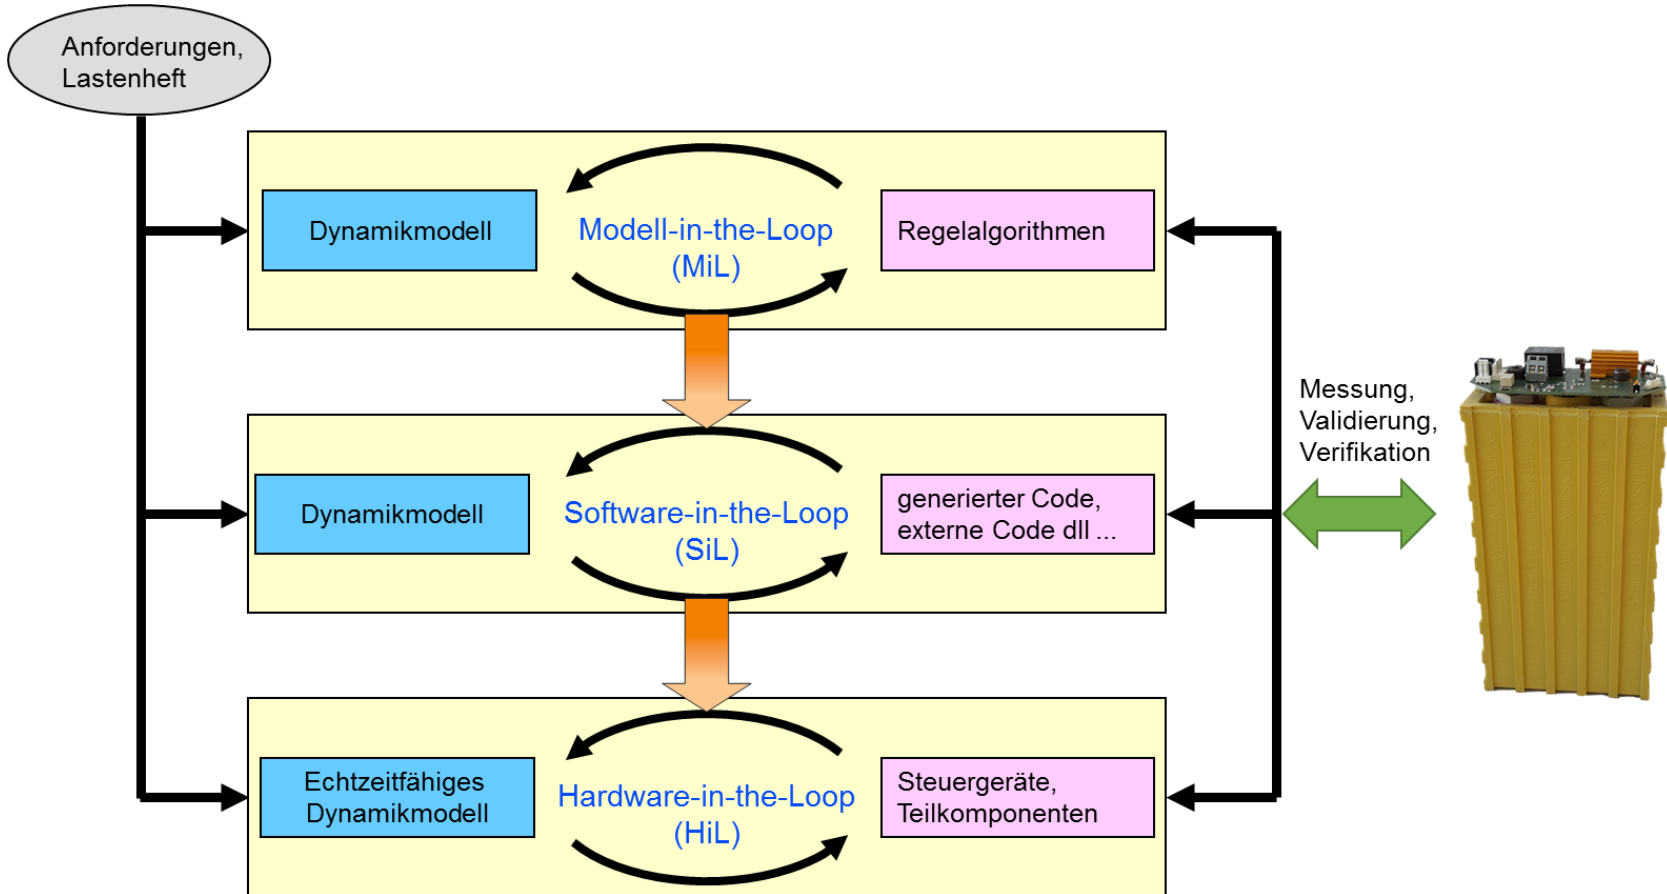 Anforderungen,
Lastenheft
Dynamikmodell
Modell-in-the-Loop
(MiL)
Regelalgorithmen
Messung,
Validierung,
Verifikation
Dynamikmodell
Software-in-the-Loop
(SiL)
generierter Code,
externe Code dll ...
Echtzeitfähiges
Dynamikmodell
Hardware-in-the-Loop
(HiL)
Steuergeräte,
Teilkomponenten